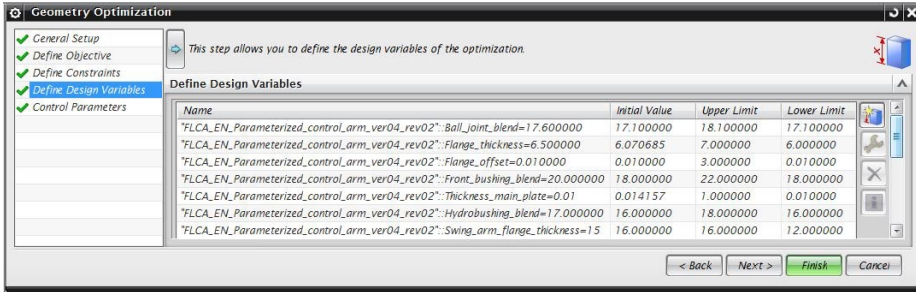 Geometry Optimization
General Setup
Define Objective
Define Constraints
Define Design Variables
Control Parameters
This step allows you to define the design variables of the optimization.
Define Design Variables
Name Initial Value Upper Limit Lower Limit
"FLCA_EN_Parameterized_control_arm_ver04_rev02"::Ball_joint_blend=17.600000 17.100000 18.100000 17.100000
"FLCA_EN_Parameterized_control_arm_ver04_rev02"::Flange_thickness=6.500000 6.070685 7.000000 6.000000
"FLCA_EN_Parameterized_control_arm_ver04_rev02"::Flange_offset=0.010000 0.010000 3.000000 0.010000
"FLCA_EN_Parameterized_control_arm_ver04_rev02"::Front_bushing_blend=20.000000 18.000000 22.000000 18.000000
"FLCA_EN_Parameterized_control_arm_ver04_rev02"::Thickness_main_plate=0.01 0.014157 1.000000 0.010000
"FLCA_EN_Parameterized_control_arm_ver04_rev02"::Hydrobushing_blend=17.000000 16.000000 18.000000 16.000000
"FLCA_EN_Parameterized_control_arm_ver04_rev02"::Swing_arm_flange_thickness=15 16.000000 16.000000 12.000000
< Back Next > Finish Cancel